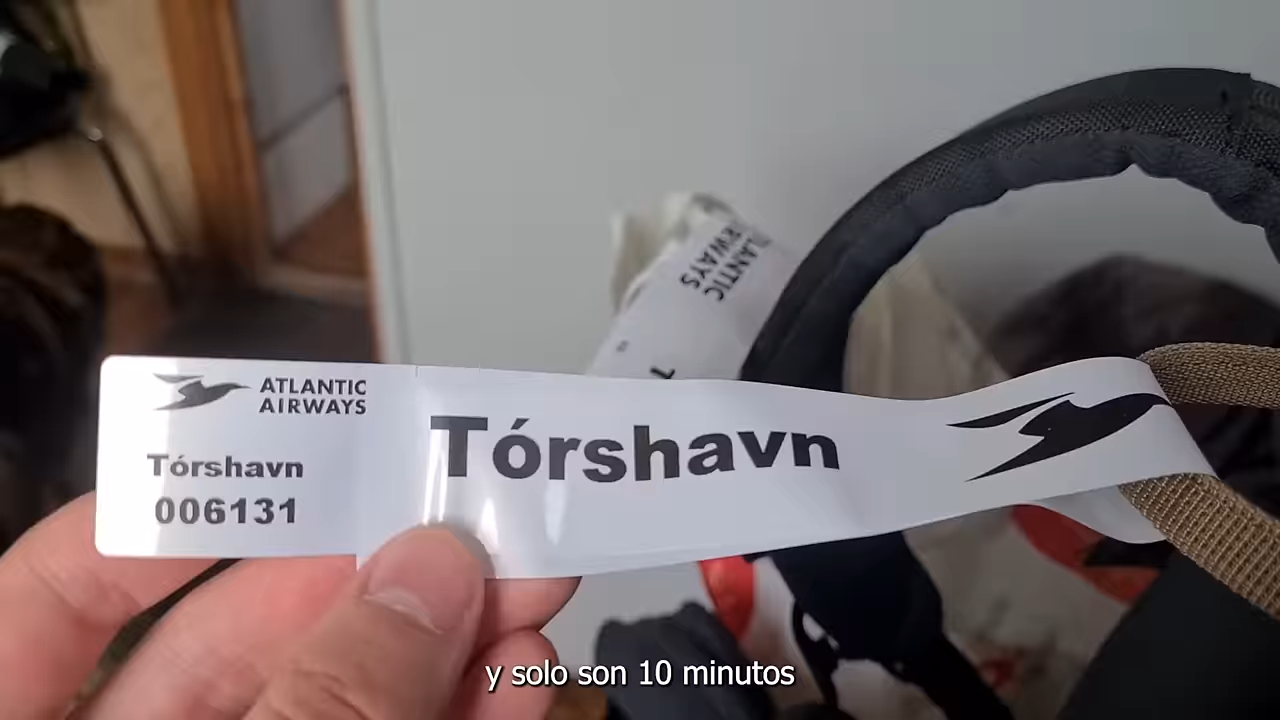 ATLANTIC
AIRWAYS
Tórshavn
006131
Tórshavn
ATLANTIC
AIRWAYS
y solo son 10 minutos